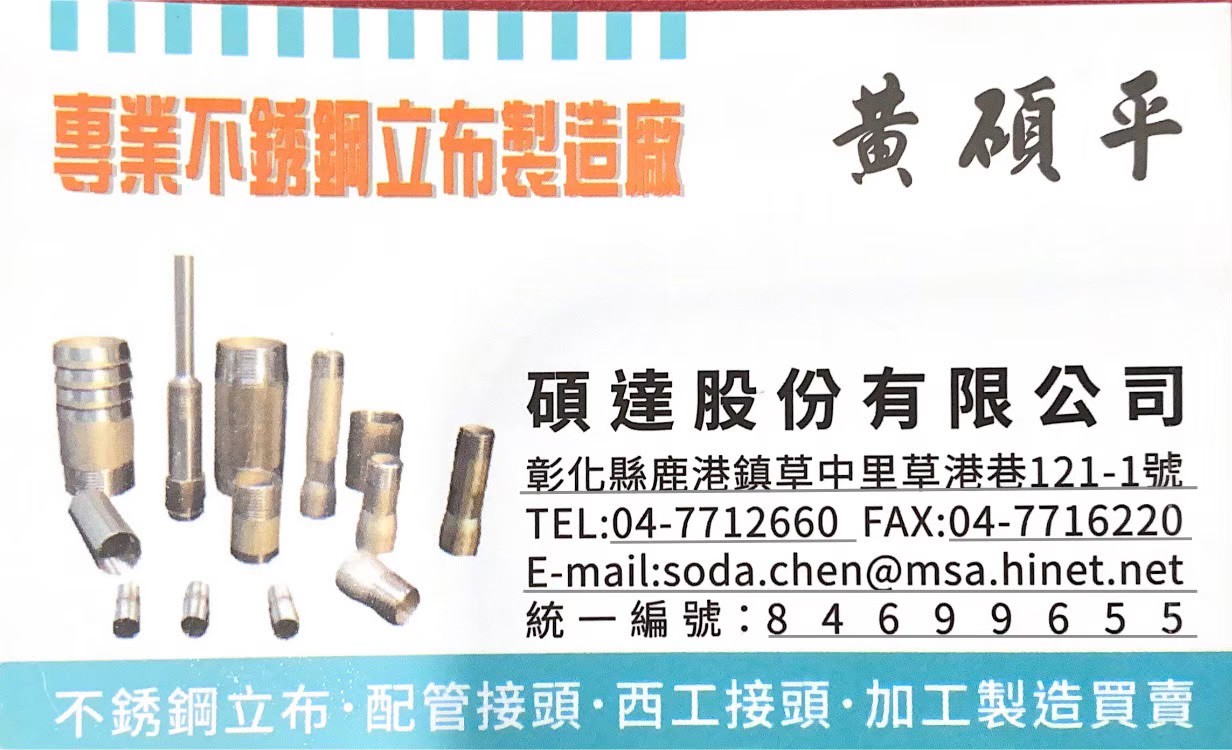 專業不銹鋼立布製造廠
黃碩平
碩達股份有限公司
彰化縣鹿港鎮草中里草港巷121-1號
TEL:04-7712660 FAX:04-7716220
E-mail:soda.chen@msa.hinet.net
統一編號：84699655
不銹鋼立布·配管接頭·西工接頭·加工製造買賣